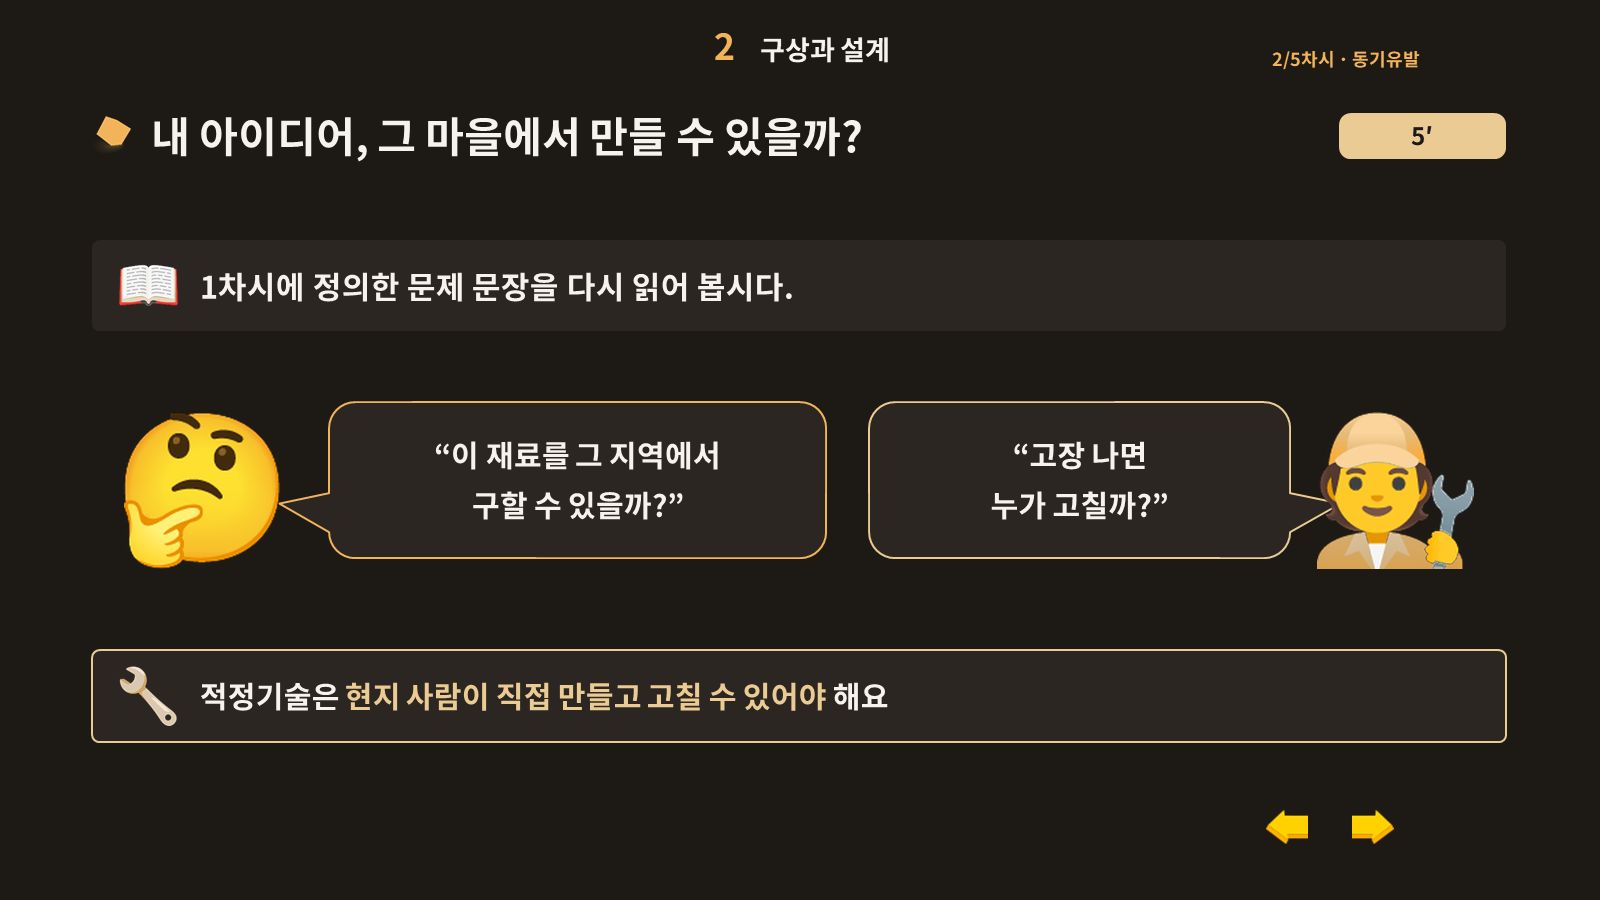 2 구상과 설계
2/5차시 · 동기유발
내 아이디어, 그 마을에서 만들 수 있을까?
5′
1차시에 정의한 문제 문장을 다시 읽어 봅시다.
“이 재료를 그 지역에서
구할 수 있을까?”
“고장 나면
누가 고칠까?”
적정기술은 현지 사람이 직접 만들고 고칠 수 있어야 해요